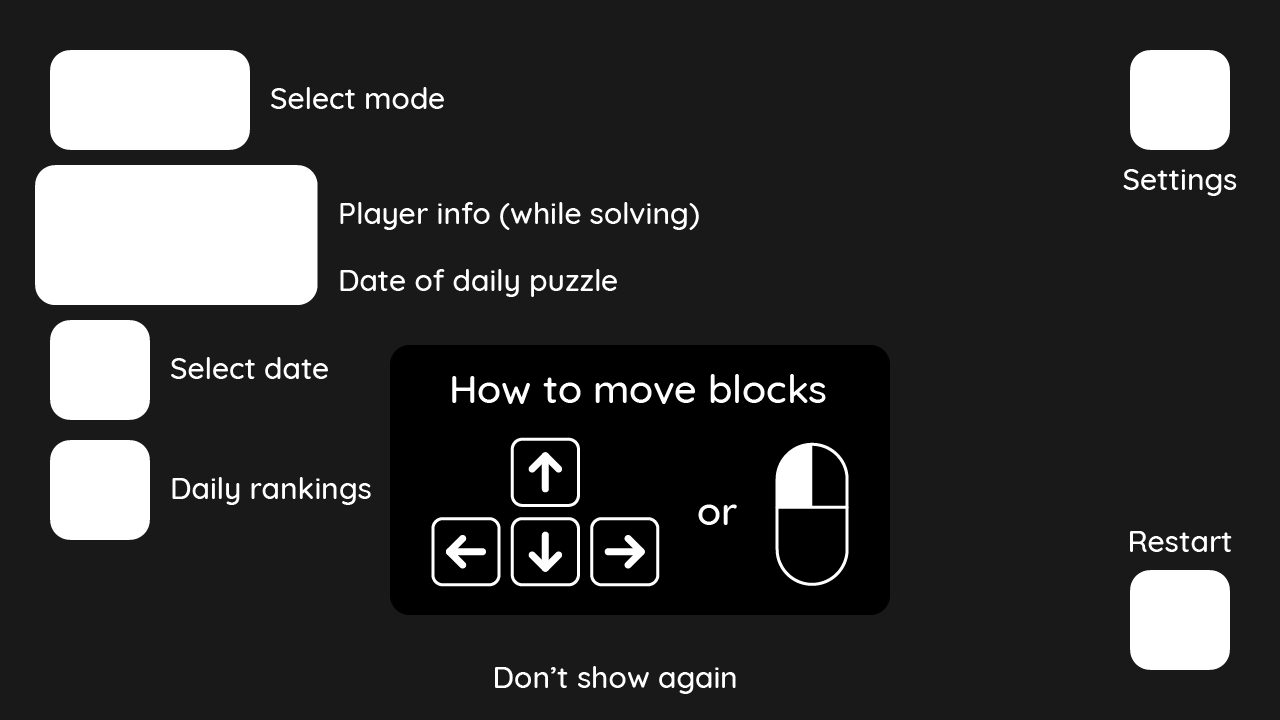 Select mode
Settings
Player info (while solving)
Date of daily puzzle
Select date
How to move blocks
Daily rankings
or
Restart
Don’t show again